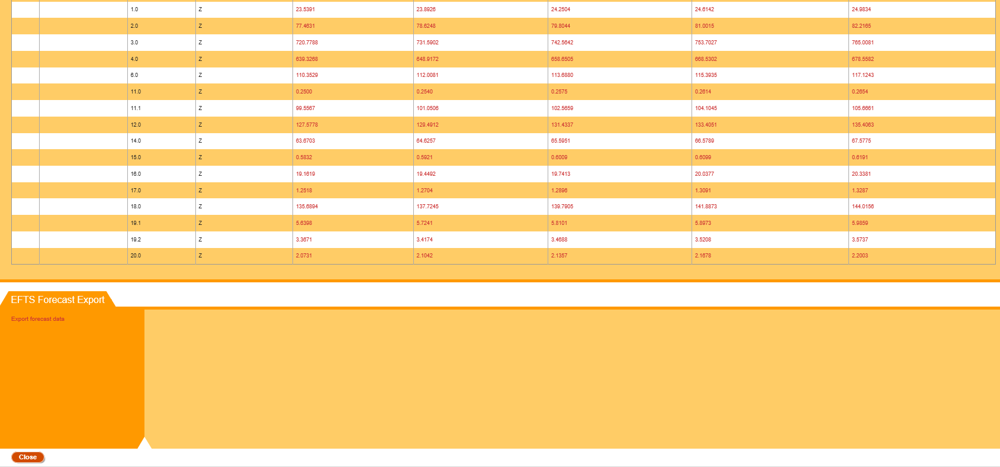 1.0 Z 23.5391 23.8926 24.2504 24.6142 24.9834
2.0 Z 77.4631 78.6248 79.8044 81.0015 82.2165
3.0 Z 720.7788 731.5902 742.5642 753.7027 765.0081
4.0 Z 639.3268 648.9172 658.6505 668.5302 678.5582
6.0 Z 110.3529 112.0081 113.6880 115.3935 117.1243
11.0 Z 0.2500 0.2540 0.2575 0.2614 0.2654
11.1 Z 99.5567 101.0506 102.5659 104.1045 105.6661
12.0 Z 127.5778 129.4912 131.4337 133.4051 135.4063
14.0 Z 63.6703 64.6257 65.5951 66.5789 67.5775
15.0 Z 0.5832 0.5921 0.6009 0.6099 0.6191
16.0 Z 19.1619 19.4492 19.7413 20.0377 20.3381
17.0 Z 1.2518 1.2704 1.2896 1.3091 1.3287
18.0 Z 135.6894 137.7245 139.7905 141.8873 144.0156
19.1 Z 5.6398 5.7241 5.8101 5.8973 5.9859
19.2 Z 3.3671 3.4174 3.4688 3.5208 3.5737
20.0 Z 2.0731 2.1042 2.1357 2.1678 2.2003
EFTS Forecast Export
Export forecast data
Close